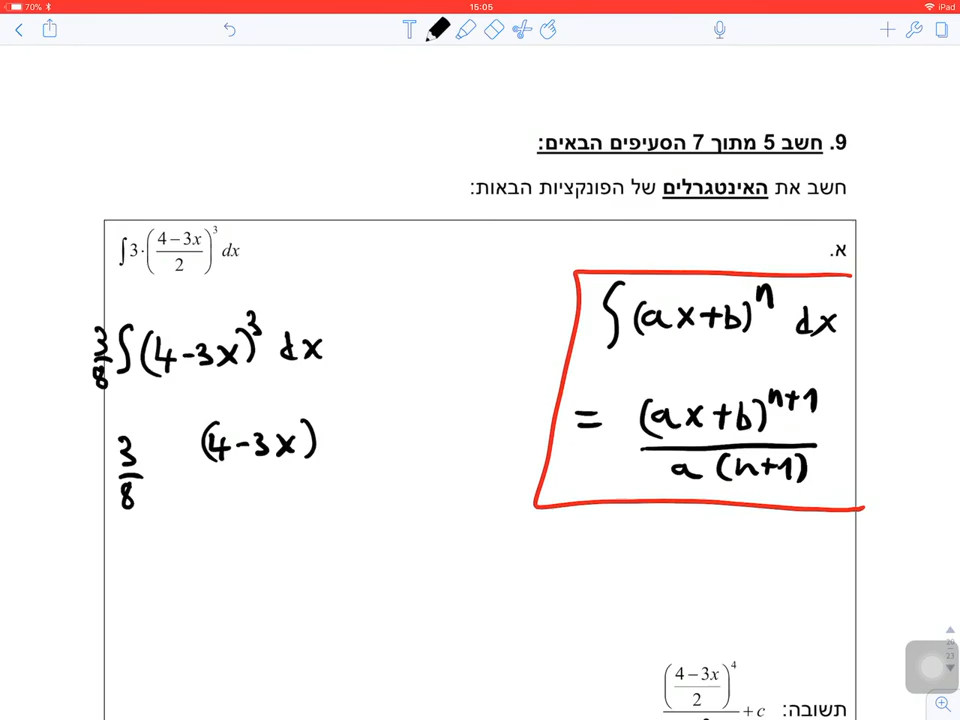 70% 15:05 iPad
9. חשב 5 מתוך 7 הסעיפים הבאים:
חשב את האינטגרלים של הפונקציות הבאות:
א. ∫3·((4−3x)/2)^3 dx
∫(ax+b)^n dx
3/8 ∫(4-3x)^3 dx
= (ax+b)^(n+1) / a(n+1)
3/8 (4-3x)
תשובה: ((4−3x)/2)^4 + c